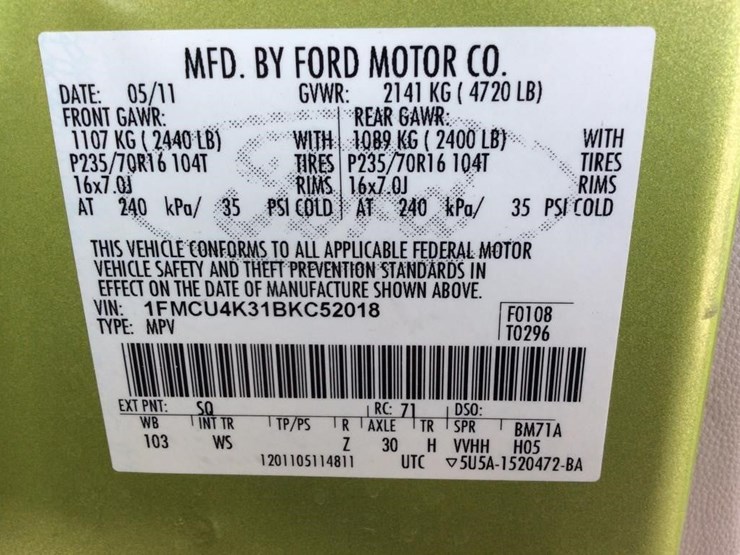 MFD. BY FORD MOTOR CO.
DATE: 05/11 GVWR: 2141 KG ( 4720 LB)
FRONT GAWR: REAR GAWR:
1107 KG ( 2440 LB) WITH 1089 KG ( 2400 LB) WITH
P235/70R16 104T TIRES P235/70R16 104T TIRES
16x7.0J RIMS 16x7.0J RIMS
AT 240 kPa/ 35 PSI COLD AT 240 kPa/ 35 PSI COLD
THIS VEHICLE CONFORMS TO ALL APPLICABLE FEDERAL MOTOR
VEHICLE SAFETY AND THEFT PREVENTION STANDARDS IN
EFFECT ON THE DATE OF MANUFACTURE SHOWN ABOVE.
VIN: 1FMCU4K31BKC52018 F0108
TYPE: MPV T0296
EXT PNT: SQ RC: 71 DSO:
WB INT TR TP/PS R AXLE TR SPR BM71A
103 WS Z 30 H VVHH H05
1201105114811 UTC ▽5U5A-1520472-BA